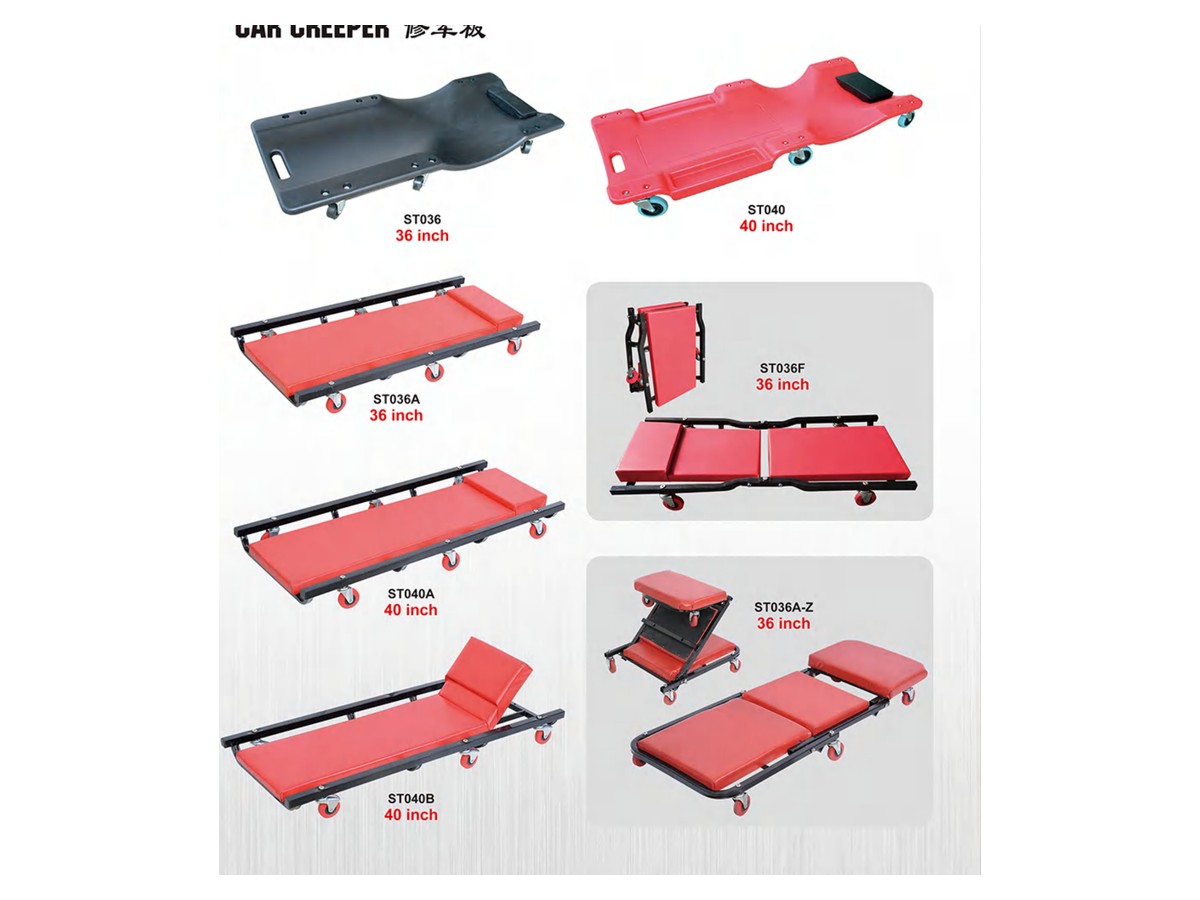 CAR CREEPER 修车板
ST036
36 inch
ST040
40 inch
ST036A
36 inch
ST036F
36 inch
ST040A
40 inch
ST036A-Z
36 inch
ST040B
40 inch